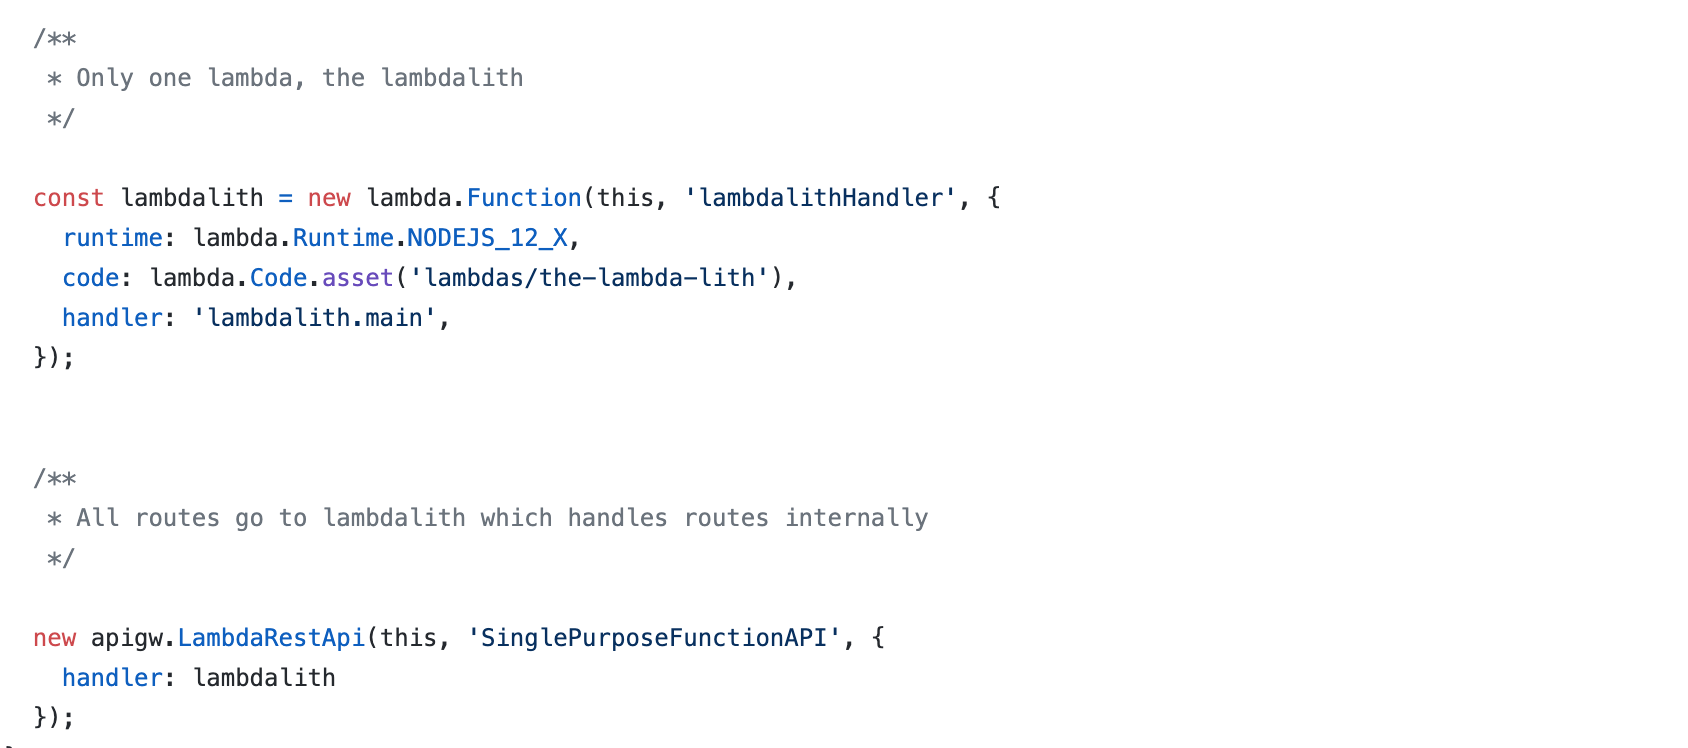 /**
 * Only one lambda, the lambdalith
 */
const lambdalith = new lambda.Function(this, 'lambdalithHandler', {
  runtime: lambda.Runtime.NODEJS_12_X,
  code: lambda.Code.asset('lambdas/the-lambda-lith'),
  handler: 'lambdalith.main',
});
/**
 * All routes go to lambdalith which handles routes internally
 */
new apigw.LambdaRestApi(this, 'SinglePurposeFunctionAPI', {
  handler: lambdalith
});